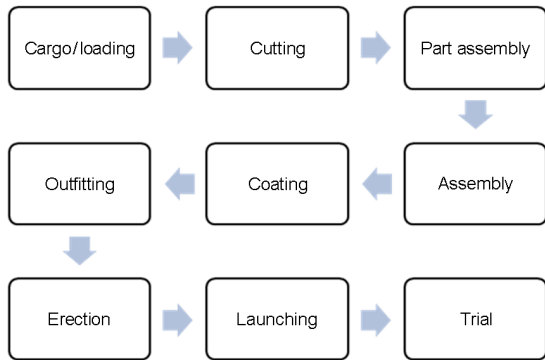 Cargo/loading
Cutting
Part assembly
Assembly
Coating
Outfitting
Erection
Launching
Trial